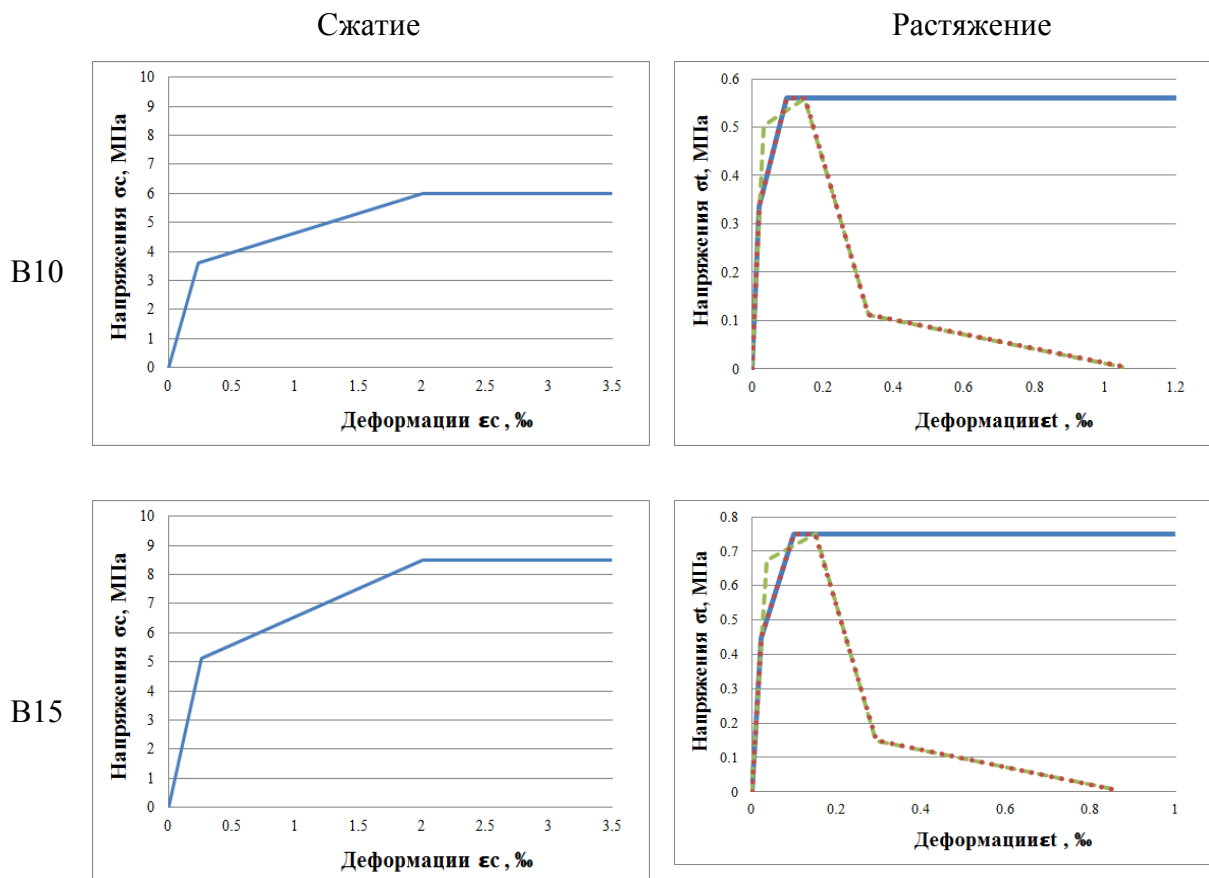 Сжатие
Растяжение
B10
Напряжения σc, МПа
10
9
8
7
6
5
4
3
2
1
0
0 0.5 1 1.5 2 2.5 3 3.5
Деформации εc , ‰
Напряжения σt, МПа
0.6
0.5
0.4
0.3
0.2
0.1
0
0 0.2 0.4 0.6 0.8 1 1.2
Деформацииεt , ‰
B15
Напряжения σc, МПа
10
9
8
7
6
5
4
3
2
1
0
0 0.5 1 1.5 2 2.5 3 3.5
Деформации εc , ‰
Напряжения σt, МПа
0.8
0.7
0.6
0.5
0.4
0.3
0.2
0.1
0
0 0.2 0.4 0.6 0.8 1
Деформацииεt , ‰